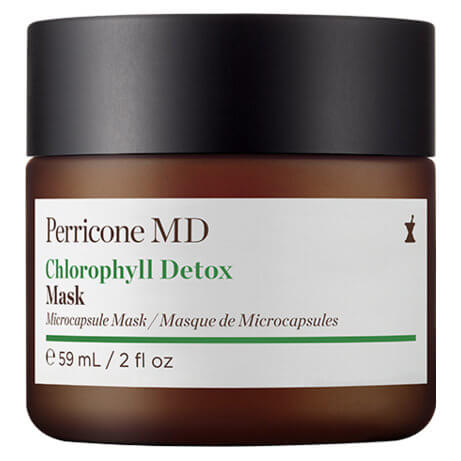 Perricone MD
Chlorophyll Detox
Mask
Microcapsule Mask / Masque de Microcapsules
℮ 59 mL / 2 fl oz